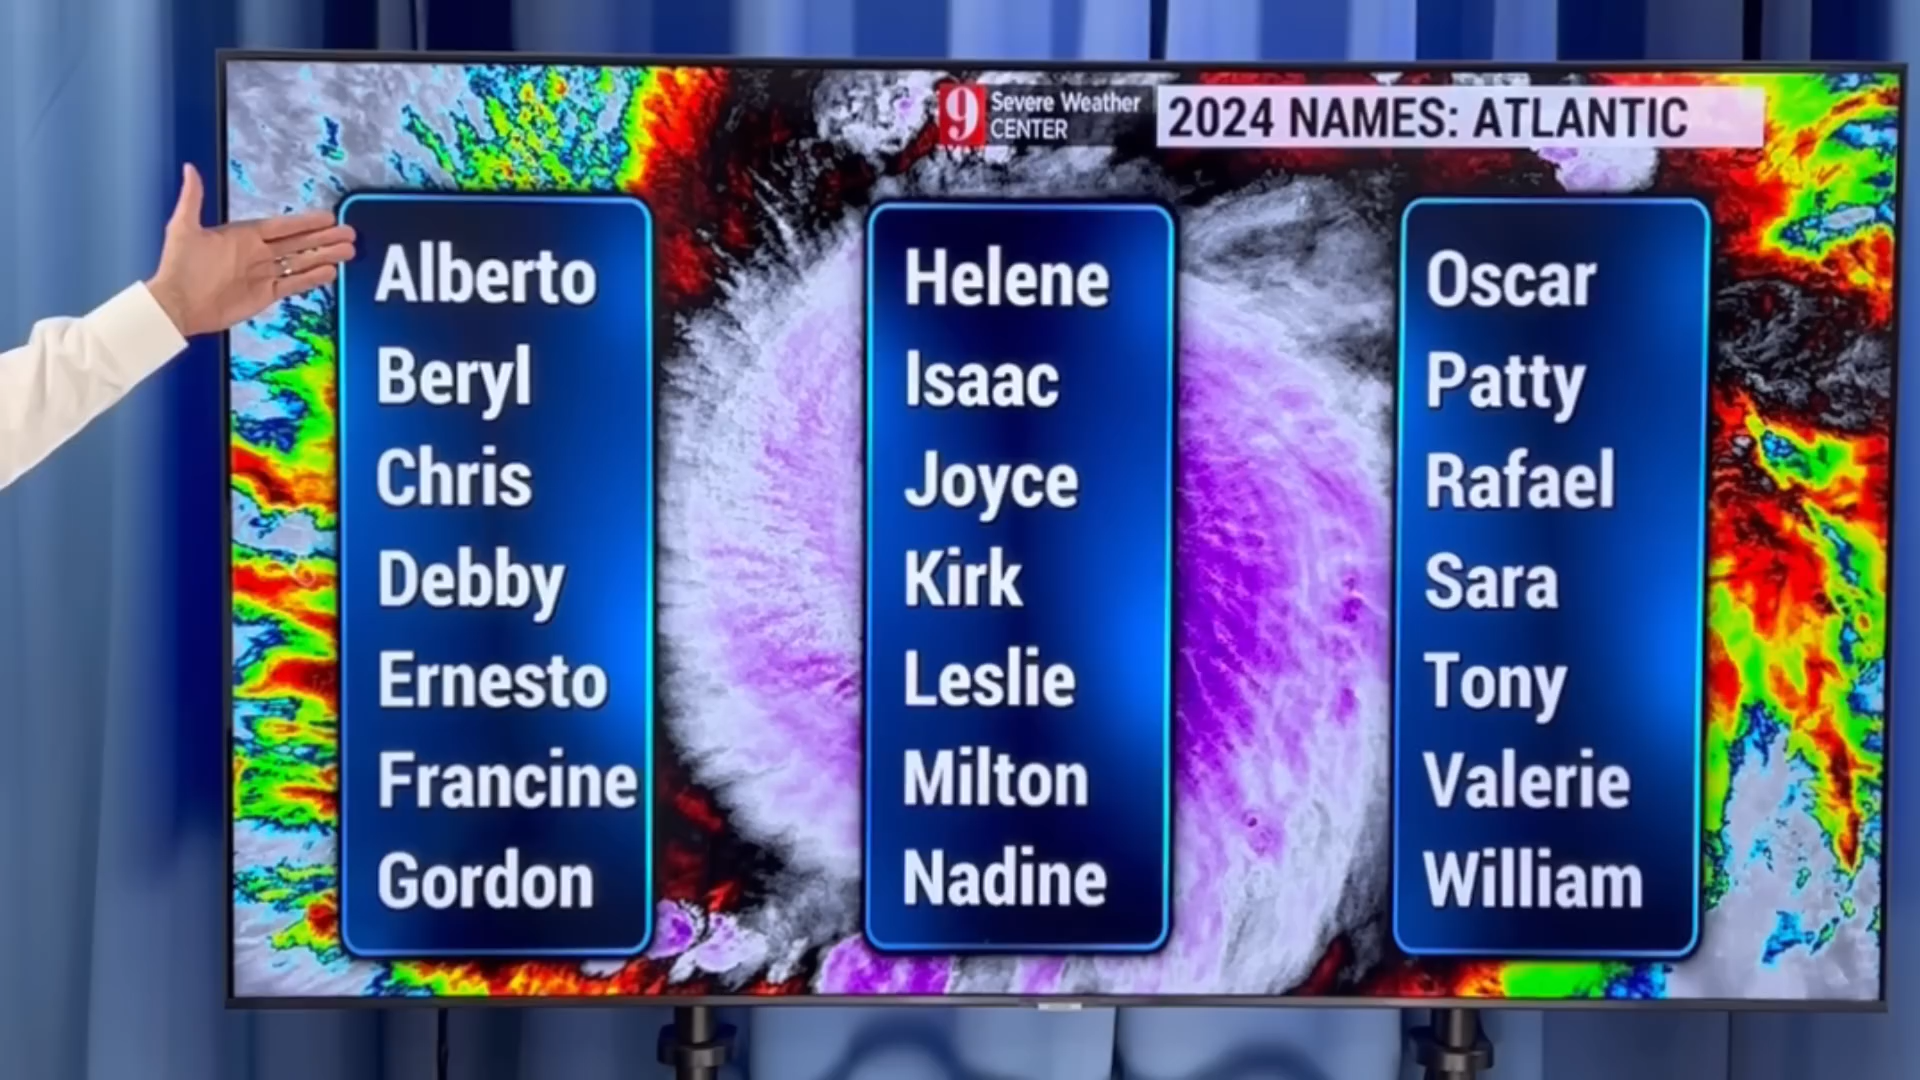 9 Severe Weather
CENTER
2024 NAMES: ATLANTIC
Alberto
Beryl
Chris
Debby
Ernesto
Francine
Gordon
Helene
Isaac
Joyce
Kirk
Leslie
Milton
Nadine
Oscar
Patty
Rafael
Sara
Tony
Valerie
William